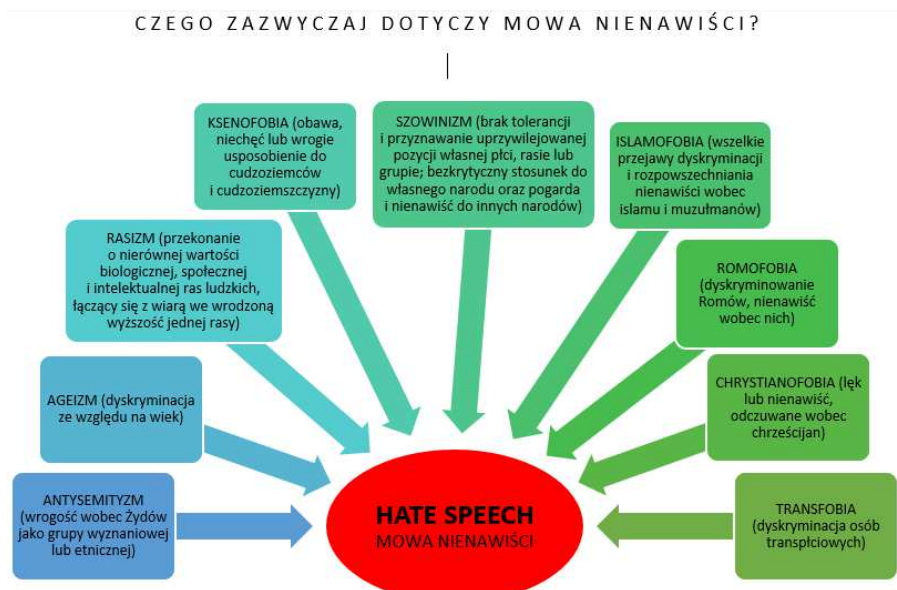 CZEGO ZAZWYCZAJ DOTYCZY MOWA NIENAWIŚCI?
KSENOFOBIA (obawa,
niechęć lub wrogie
usposobienie do
cudzoziemców
i cudzoziemszczyzny)
SZOWINIZM (brak tolerancji
i przyznawanie uprzywilejowanej
pozycji własnej płci, rasie lub
grupie; bezkrytyczny stosunek do
własnego narodu oraz pogarda
i nienawiść do innych narodów)
ISLAMOFOBIA (wszelkie
przejawy dyskryminacji
i rozpowszechniania
nienawiści wobec
islamu i muzułmanów)
RASIZM (przekonanie
o nierównej wartości
biologicznej, społecznej
i intelektualnej ras ludzkich,
łączący się z wiarą we wrodzoną
wyższość jednej rasy)
ROMOFOBIA
(dyskryminowanie
Romów, nienawiść
wobec nich)
AGEIZM (dyskryminacja
ze względu na wiek)
CHRYSTIANOFOBIA (lęk
lub nienawiść,
odczuwane wobec
chrześcijan)
ANTYSEMITYZM
(wrogość wobec Żydów
jako grupy wyznaniowej
lub etnicznej)
HATE SPEECH
MOWA NIENAWIŚCI
TRANSFOBIA
(dyskryminacja osób
transpłciowych)